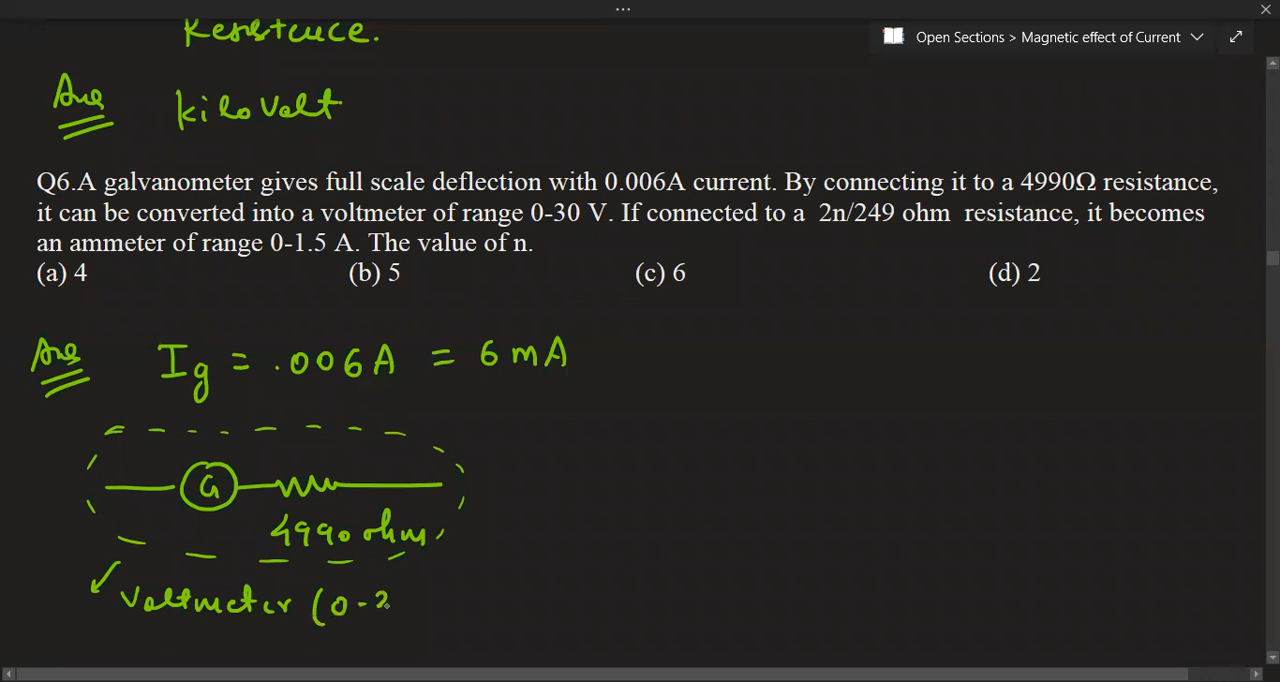 ...
Open Sections > Magnetic effect of Current
Resistence.
Ans
kilo Volt
Q6.A galvanometer gives full scale deflection with 0.006A current. By connecting it to a 4990Ω resistance,
it can be converted into a voltmeter of range 0-30 V. If connected to a 2n/249 ohm resistance, it becomes
an ammeter of range 0-1.5 A. The value of n.
(a) 4 (b) 5 (c) 6 (d) 2
Ans Ig = .006A = 6 mA
G
4990 ohm
Voltmeter (0-3